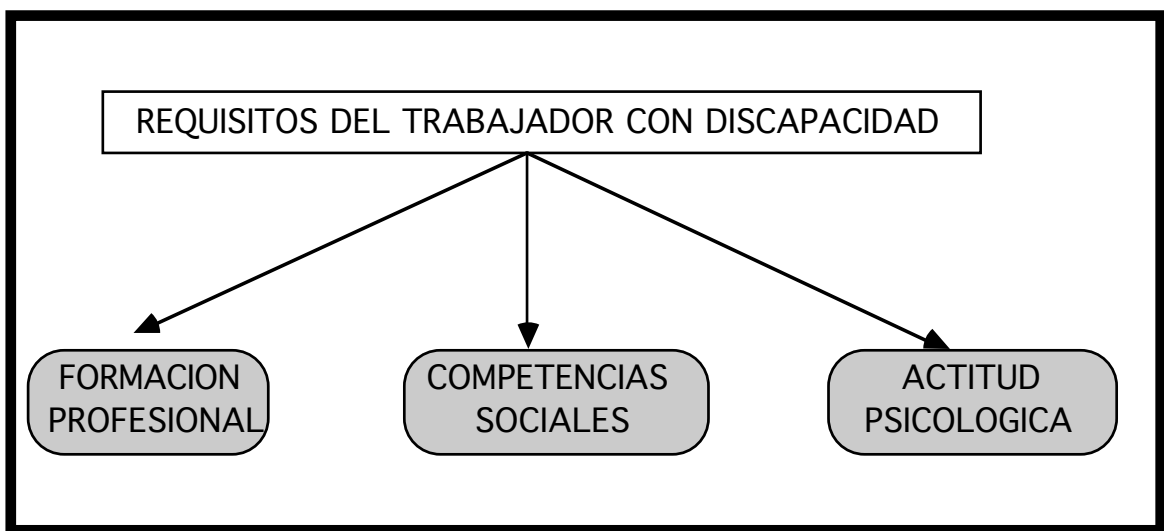 REQUISITOS DEL TRABAJADOR CON DISCAPACIDAD
FORMACION
PROFESIONAL
COMPETENCIAS
SOCIALES
ACTITUD
PSICOLOGICA